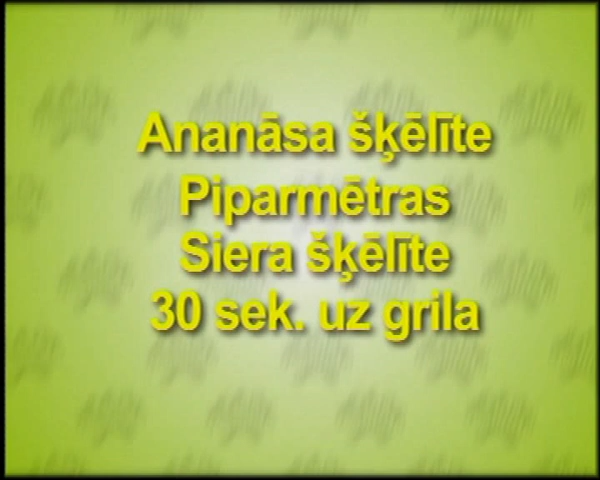 Ananāsa šķēlīte
Piparmētras
Siera šķēlīte
30 sek. uz grila